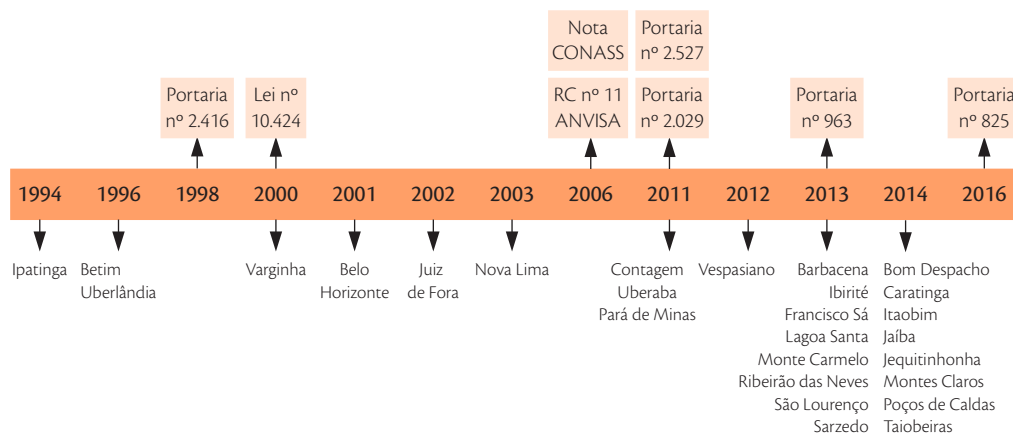 Nota
CONASS
Portaria
nº 2.527
Portaria
nº 2.416
Lei nº
10.424
RC nº 11
ANVISA
Portaria
nº 2.029
Portaria
nº 963
Portaria
nº 825
1994 1996 1998 2000 2001 2002 2003 2006 2011 2012 2013 2014 2016
Ipatinga
Betim
Uberlândia
Varginha
Belo
Horizonte
Juiz
de Fora
Nova Lima
Contagem
Uberaba
Pará de Minas
Vespasiano
Barbacena
Ibirité
Francisco Sá
Lagoa Santa
Monte Carmelo
Ribeirão das Neves
São Lourenço
Sarzedo
Bom Despacho
Caratinga
Itaobim
Jaíba
Jequitinhonha
Montes Claros
Poços de Caldas
Taiobeiras